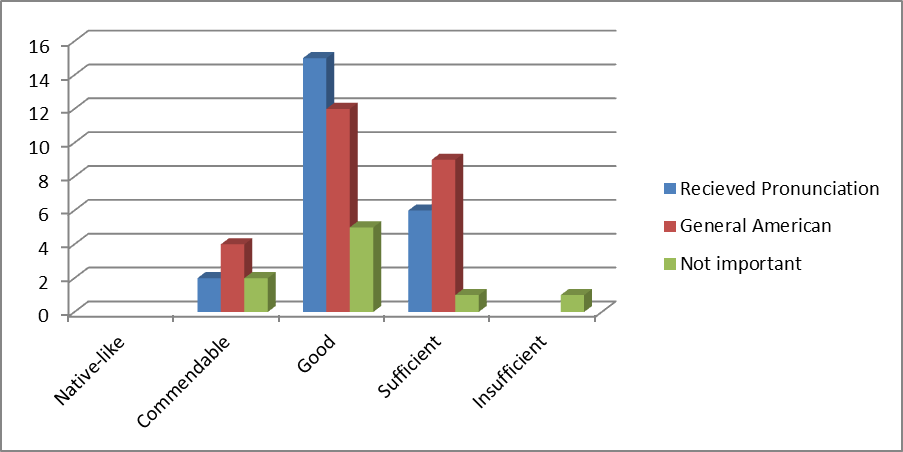 16
14
12
10
8
6
4
2
0
Native-like
Commendable
Good
Sufficient
Insufficient
Recieved Pronunciation
General American
Not important